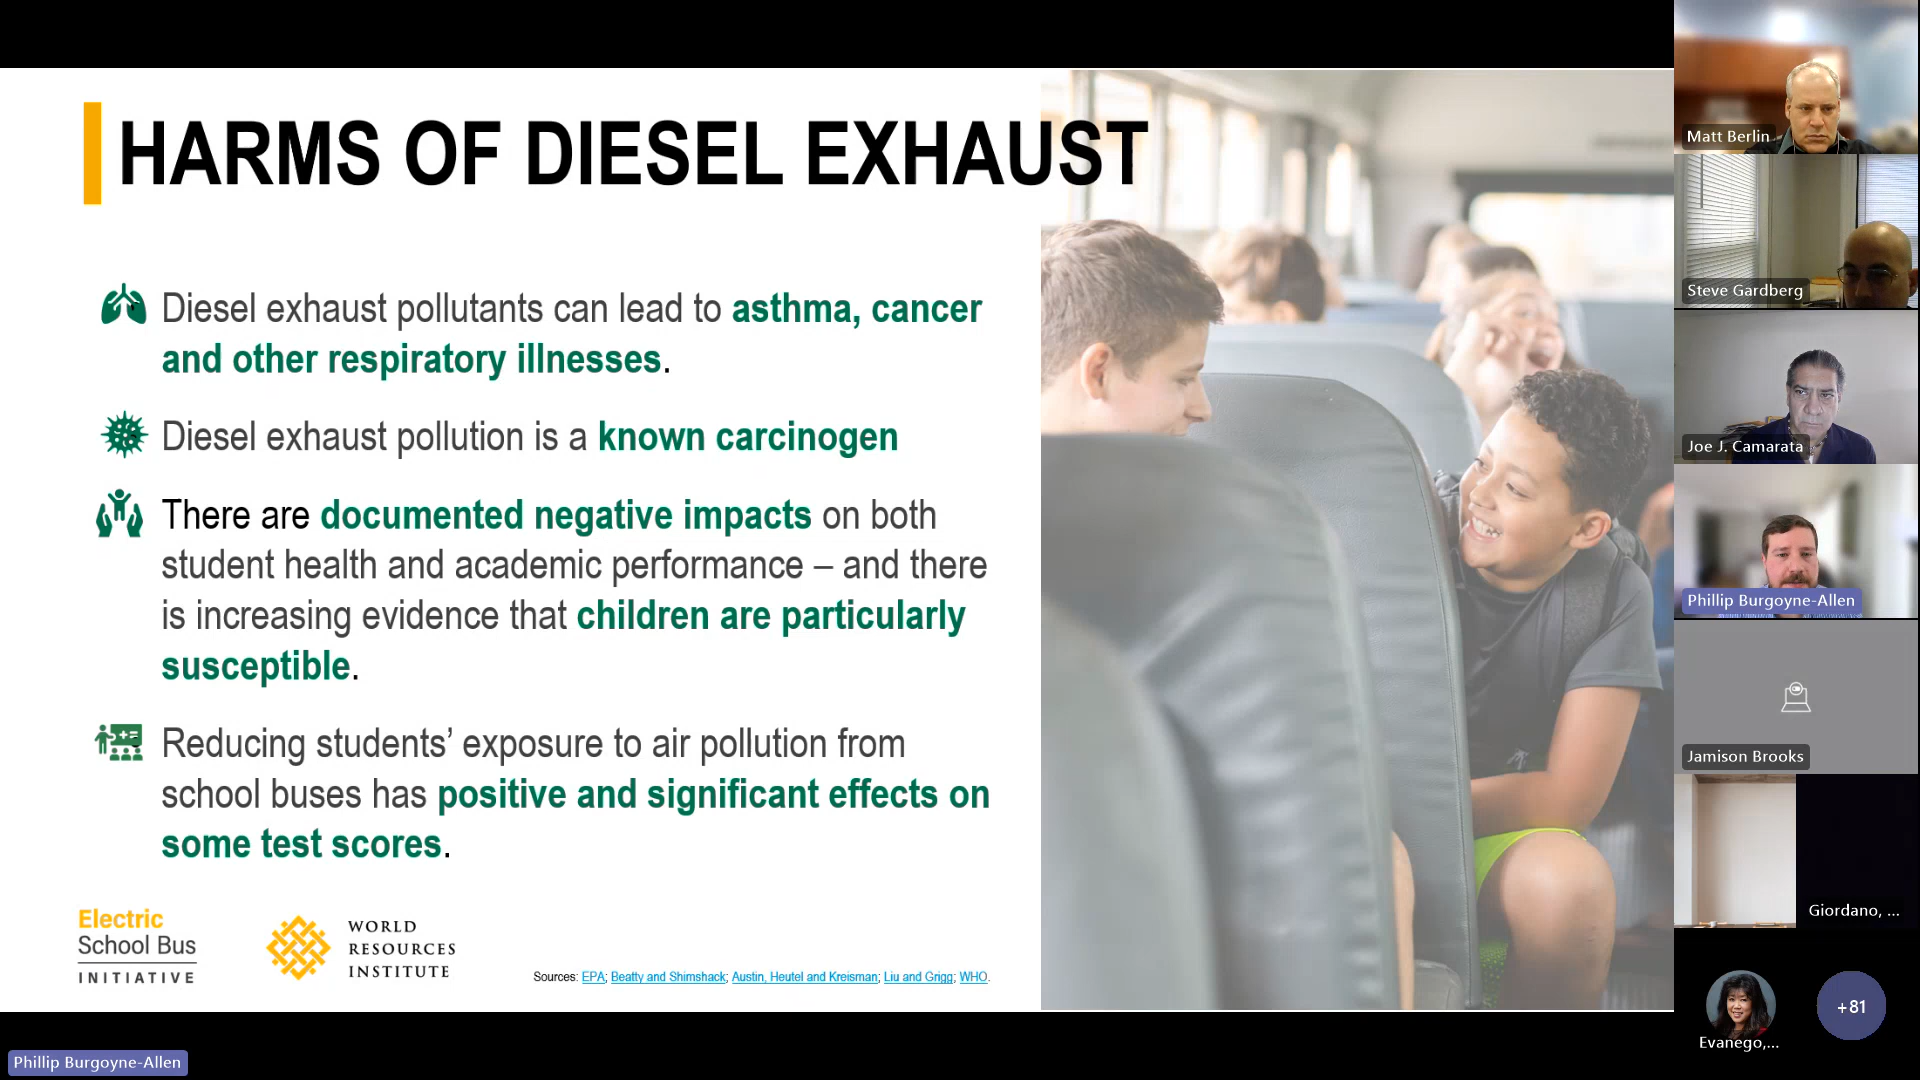 HARMS OF DIESEL EXHAUST
Diesel exhaust pollutants can lead to asthma, cancer
and other respiratory illnesses.
Diesel exhaust pollution is a known carcinogen
There are documented negative impacts on both
student health and academic performance – and there
is increasing evidence that children are particularly
susceptible.
Reducing students’ exposure to air pollution from
school buses has positive and significant effects on
some test scores.
Electric
School Bus
INITIATIVE
WORLD
RESOURCES
INSTITUTE
Sources: EPA; Beatty and Shimshack; Austin, Heutel and Kreisman; Liu and Grigg; WHO.
Phillip Burgoyne-Allen
Matt Berlin
Steve Gardberg
Joe J. Camarata
Phillip Burgoyne-Allen
Jamison Brooks
Giordano, ...
Evanego,...
+81